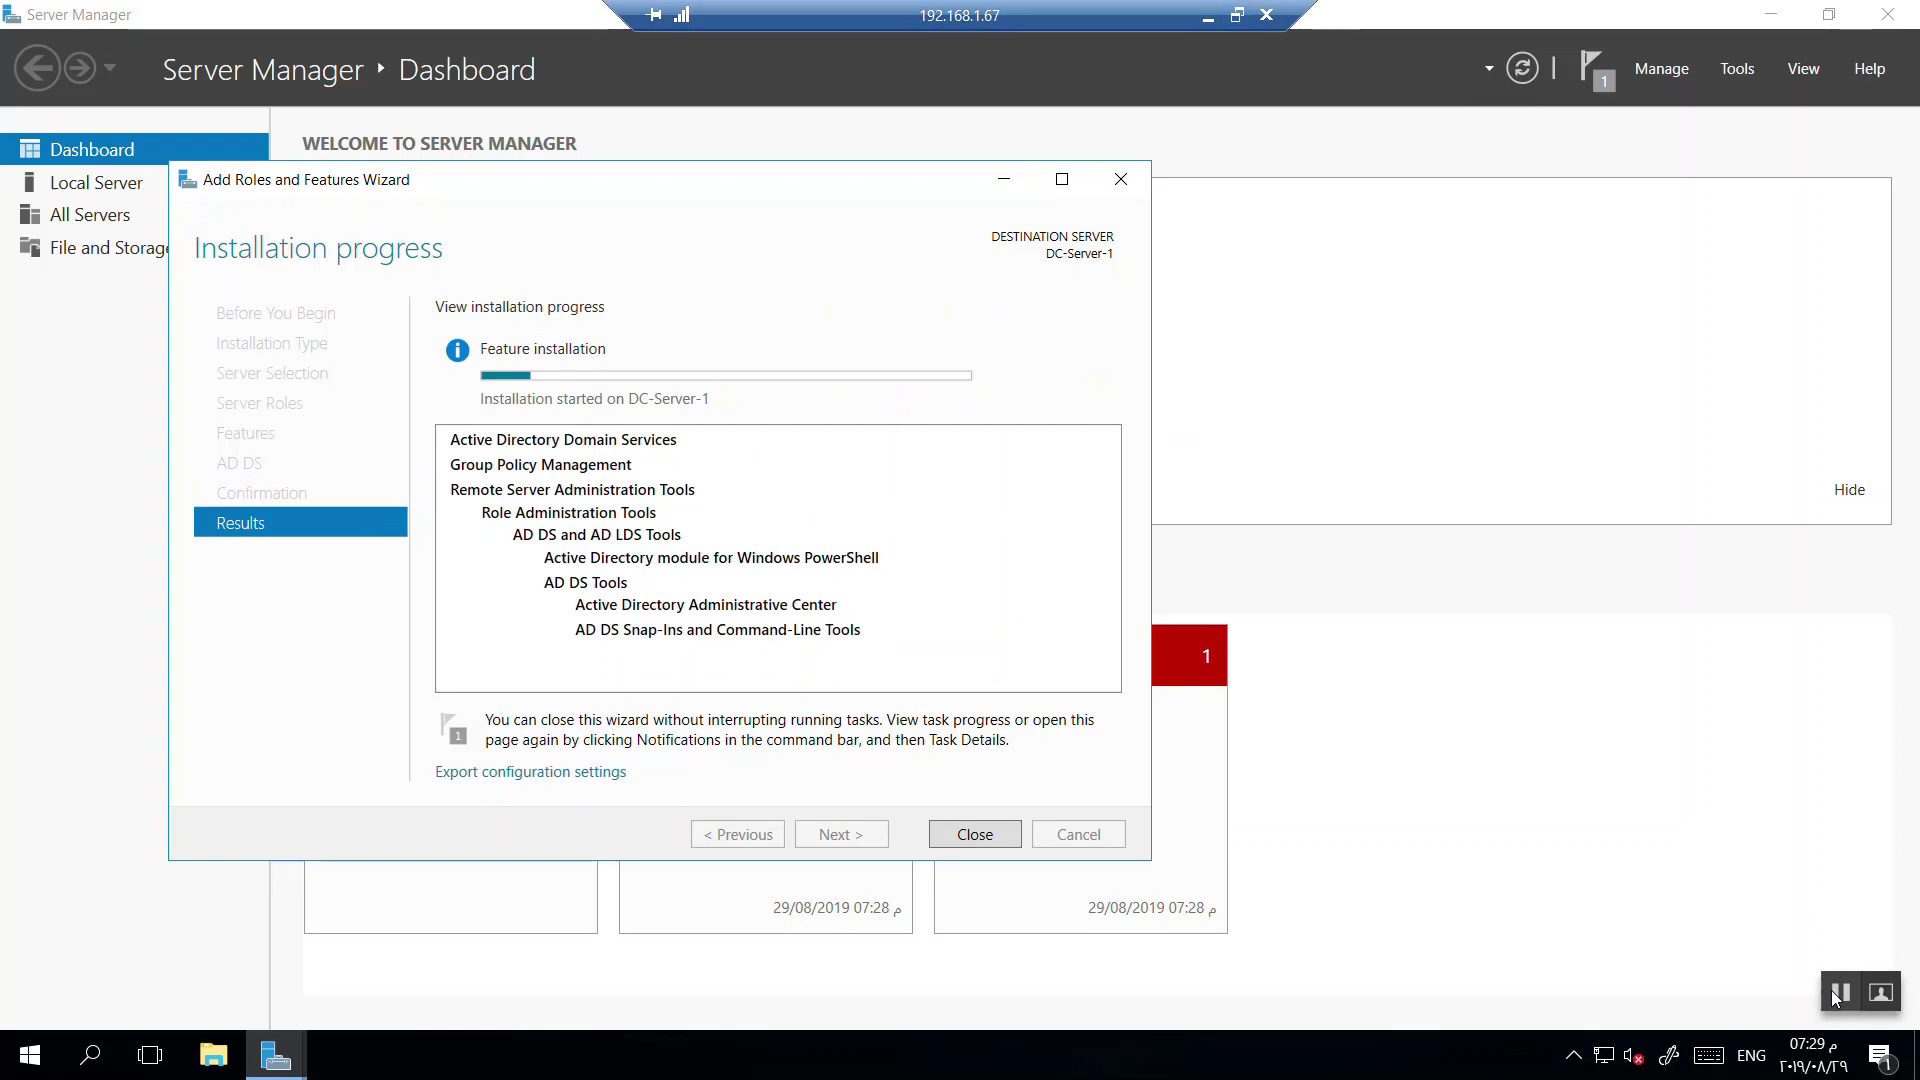 Server Manager
192.168.1.67
Server Manager
Dashboard
1
Manage
Tools
View
Help
Dashboard
Local Server
All Servers
File and Storage
WELCOME TO SERVER MANAGER
Add Roles and Features Wizard
Installation progress
DESTINATION SERVER
DC-Server-1
Before You Begin
Installation Type
Server Selection
Server Roles
Features
AD DS
Confirmation
Results
View installation progress
Feature installation
Installation started on DC-Server-1
Active Directory Domain Services
Group Policy Management
Remote Server Administration Tools
Role Administration Tools
AD DS and AD LDS Tools
Active Directory module for Windows PowerShell
AD DS Tools
Active Directory Administrative Center
AD DS Snap-Ins and Command-Line Tools
1
You can close this wizard without interrupting running tasks. View task progress or open this
page again by clicking Notifications in the command bar, and then Task Details.
Export configuration settings
< Previous
Next >
Close
Cancel
Hide
1
29/08/2019 07:28 م
29/08/2019 07:28 م
ENG
07:29 م
٢٠١٩/٠٨/٢٩
١